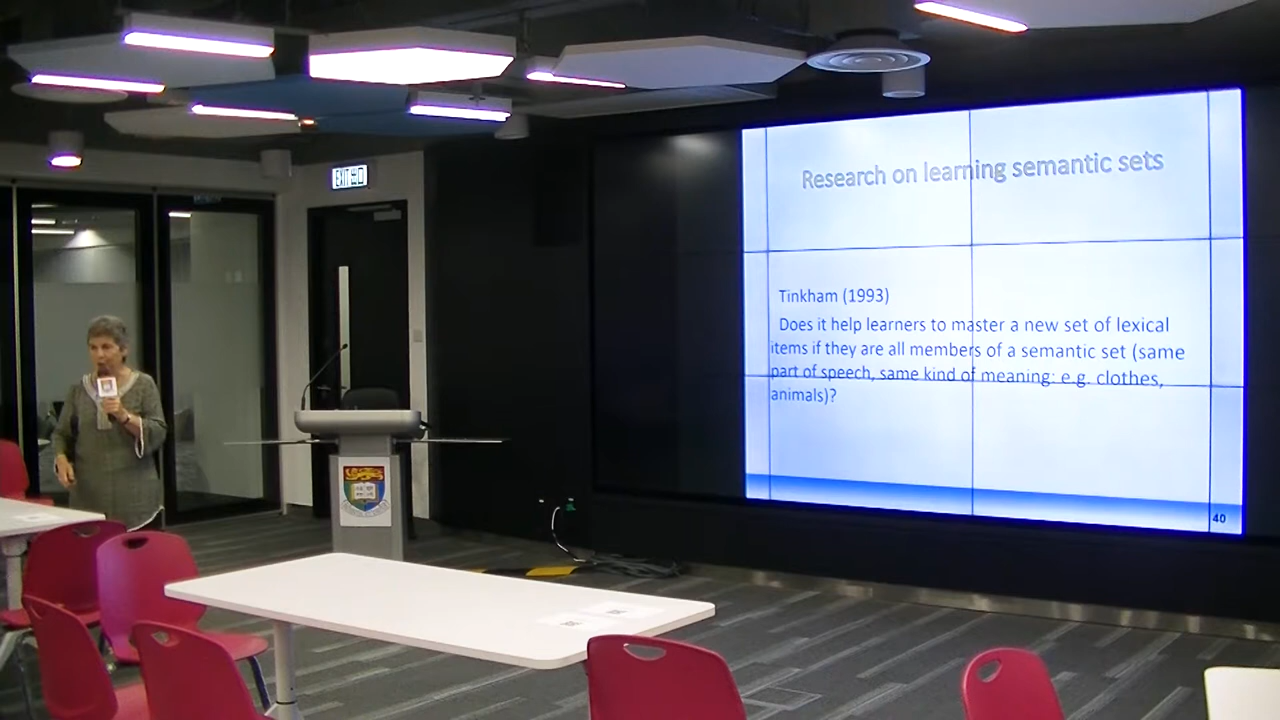 Research on learning semantic sets
Tinkham (1993)
Does it help learners to master a new set of lexical
items if they are all members of a semantic set (same
part of speech, same kind of meaning: e.g. clothes,
animals)?
40